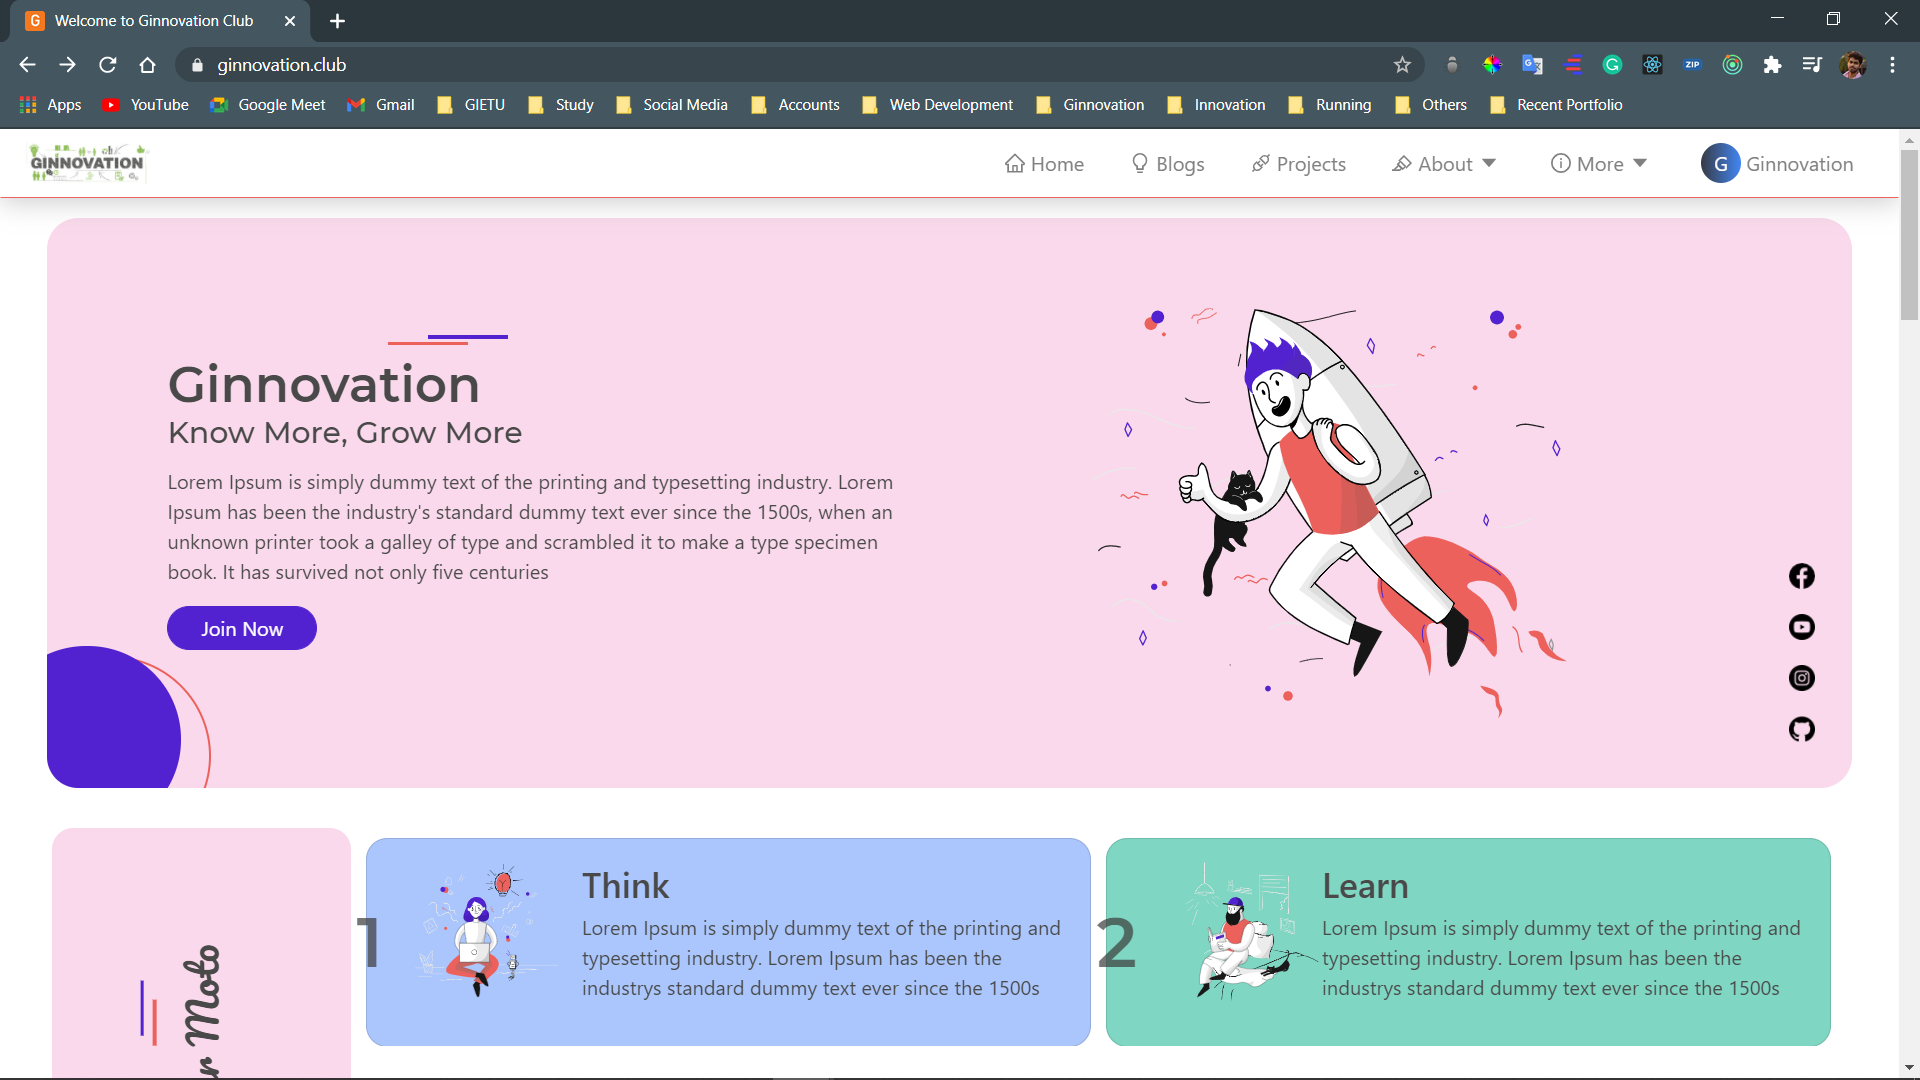 G Welcome to Ginnovation Club
ginnovation.club
ZIP
Apps YouTube Google Meet Gmail GIETU Study Social Media Accounts Web Development Ginnovation Innovation Running Others Recent Portfolio
GINNOVATION
Home Blogs Projects About More G Ginnovation
Ginnovation
Know More, Grow More
Lorem Ipsum is simply dummy text of the printing and typesetting industry. Lorem
Ipsum has been the industry's standard dummy text ever since the 1500s, when an
unknown printer took a galley of type and scrambled it to make a type specimen
book. It has survived not only five centuries
Join Now
r Moto
1
Think
Lorem Ipsum is simply dummy text of the printing and
typesetting industry. Lorem Ipsum has been the
industrys standard dummy text ever since the 1500s
2
Learn
Lorem Ipsum is simply dummy text of the printing and
typesetting industry. Lorem Ipsum has been the
industrys standard dummy text ever since the 1500s